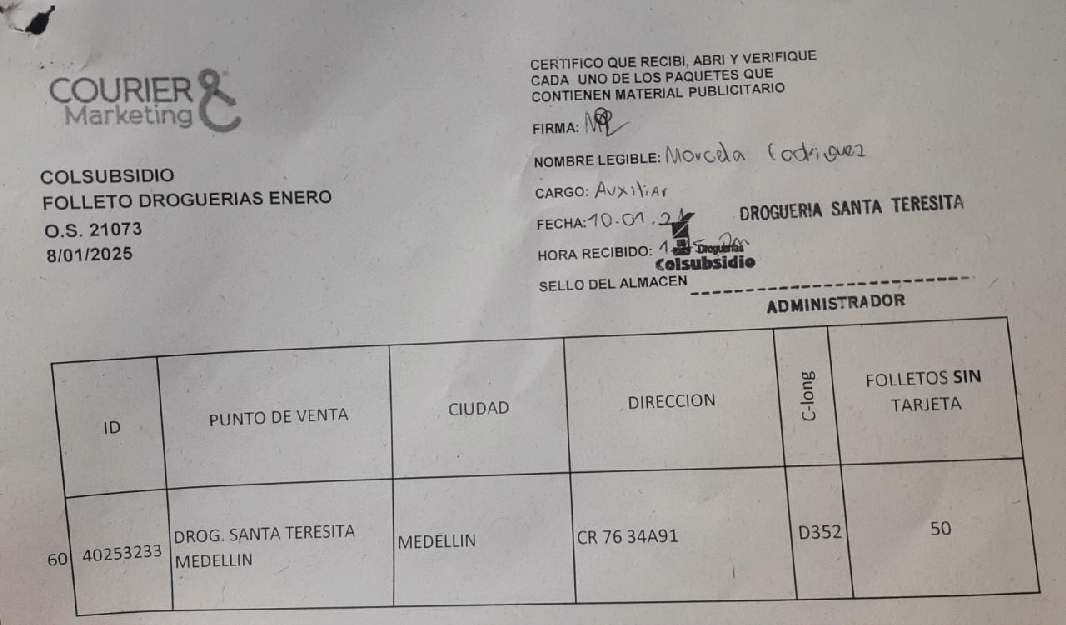 COURIER &
Marketing
COLSUBSIDIO
FOLLETO DROGUERIAS ENERO
O.S. 21073
8/01/2025
CERTIFICO QUE RECIBI, ABRI Y VERIFIQUE
CADA UNO DE LOS PAQUETES QUE
CONTIENEN MATERIAL PUBLICITARIO
FIRMA:
NOMBRE LEGIBLE: Marcela Rodriguez
CARGO: Auxiliar
FECHA: 10.01.
DROGUERIA SANTA TERESITA
HORA RECIBIDO:
Droguerías
Colsubsidio
SELLO DEL ALMACEN
ADMINISTRADOR
ID PUNTO DE VENTA CIUDAD DIRECCION C-long FOLLETOS SIN
TARJETA
60 40253233 DROG. SANTA TERESITA
MEDELLIN MEDELLIN CR 76 34A91 D352 50